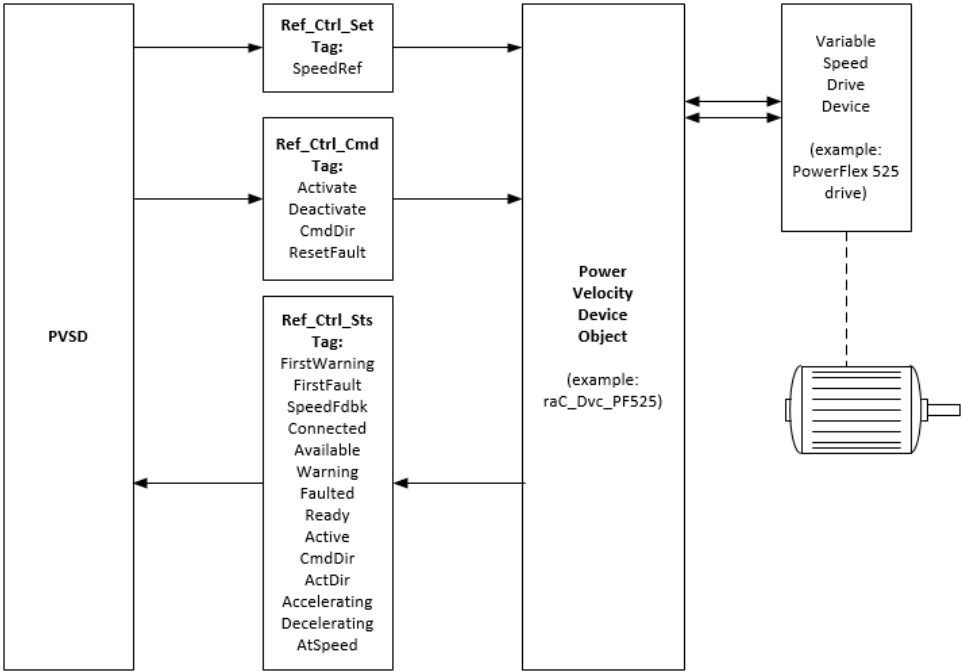 PVSD
Ref_Ctrl_Set
Tag:
SpeedRef
Ref_Ctrl_Cmd
Tag:
Activate
Deactivate
CmdDir
ResetFault
Ref_Ctrl_Sts
Tag:
FirstWarning
FirstFault
SpeedFdbk
Connected
Available
Warning
Faulted
Ready
Active
CmdDir
ActDir
Accelerating
Decelerating
AtSpeed
Power
Velocity
Device
Object
(example:
raC_Dvc_PF525)
Variable
Speed
Drive
Device
(example:
PowerFlex 525
drive)